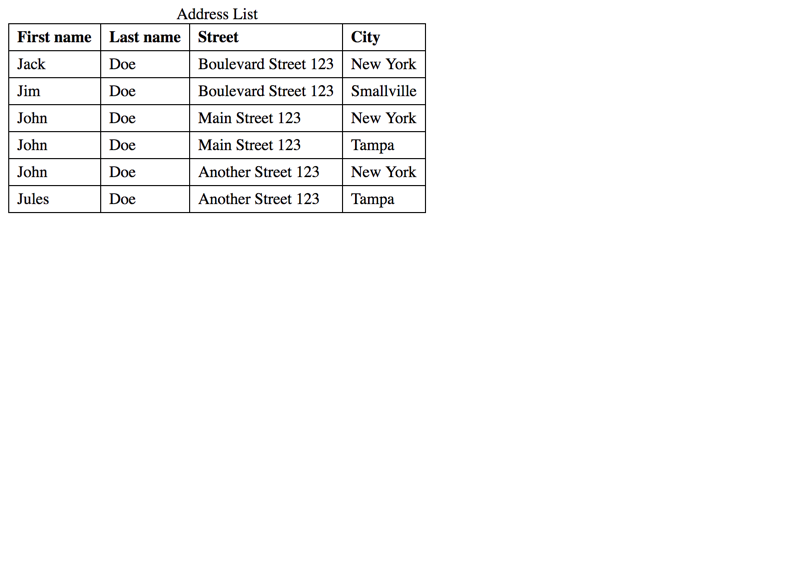 Address List
First name Last name Street City
Jack Doe Boulevard Street 123 New York
Jim Doe Boulevard Street 123 Smallville
John Doe Main Street 123 New York
John Doe Main Street 123 Tampa
John Doe Another Street 123 New York
Jules Doe Another Street 123 Tampa